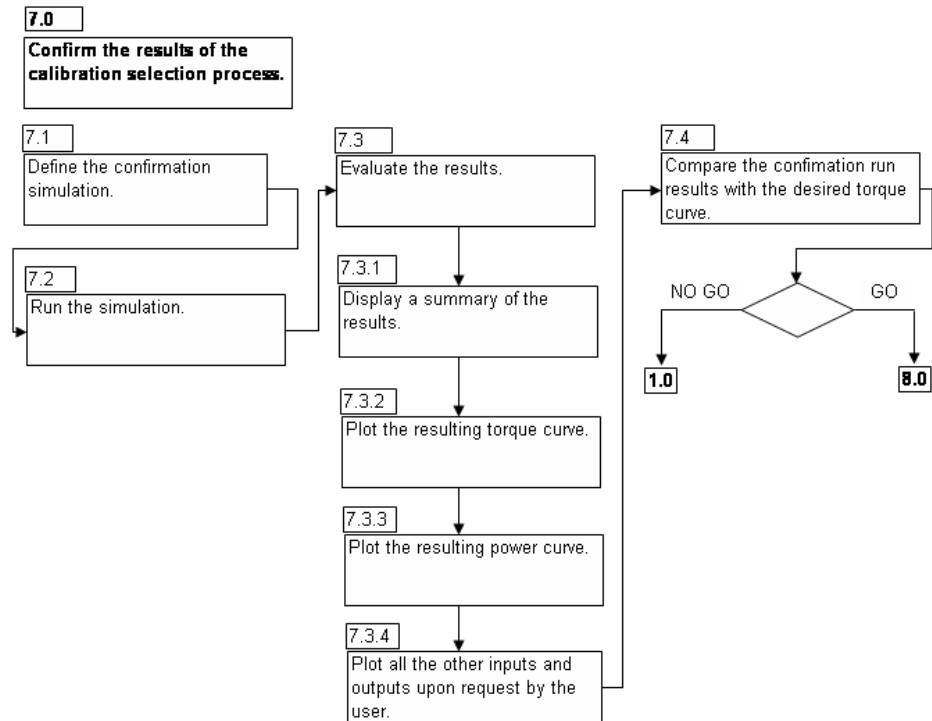 7.0
Confirm the results of the
calibration selection process.
7.1
Define the confirmation
simulation.
7.2
Run the simulation.
7.3
Evaluate the results.
7.3.1
Display a summary of the
results.
7.3.2
Plot the resulting torque curve.
7.3.3
Plot the resulting power curve.
7.3.4
Plot all the other inputs and
outputs upon request by the
user.
7.4
Compare the confimation run
results with the desired torque
curve.
NO GO
GO
1.0
8.0